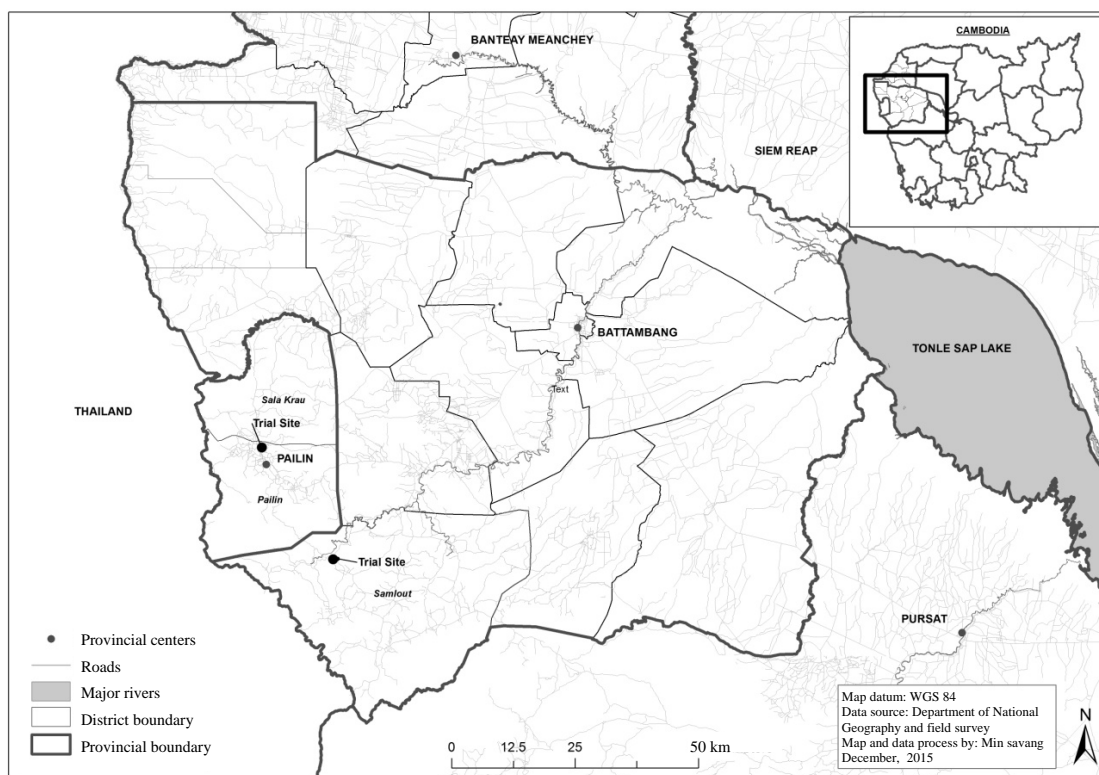 BANTEAY MEANCHEY
CAMBODIA
SIEM REAP
BATTAMBANG
TONLE SAP LAKE
Text
THAILAND
Sala Krau
Trial Site
PAILIN
Pailin
Trial Site
Samlout
PURSAT
Provincial centers
Roads
Major rivers
District boundary
Provincial boundary
0 12.5 25 50 km
Map datum: WGS 84
Data source: Department of National
Geography and field survey
Map and data process by: Min savang
December, 2015
N